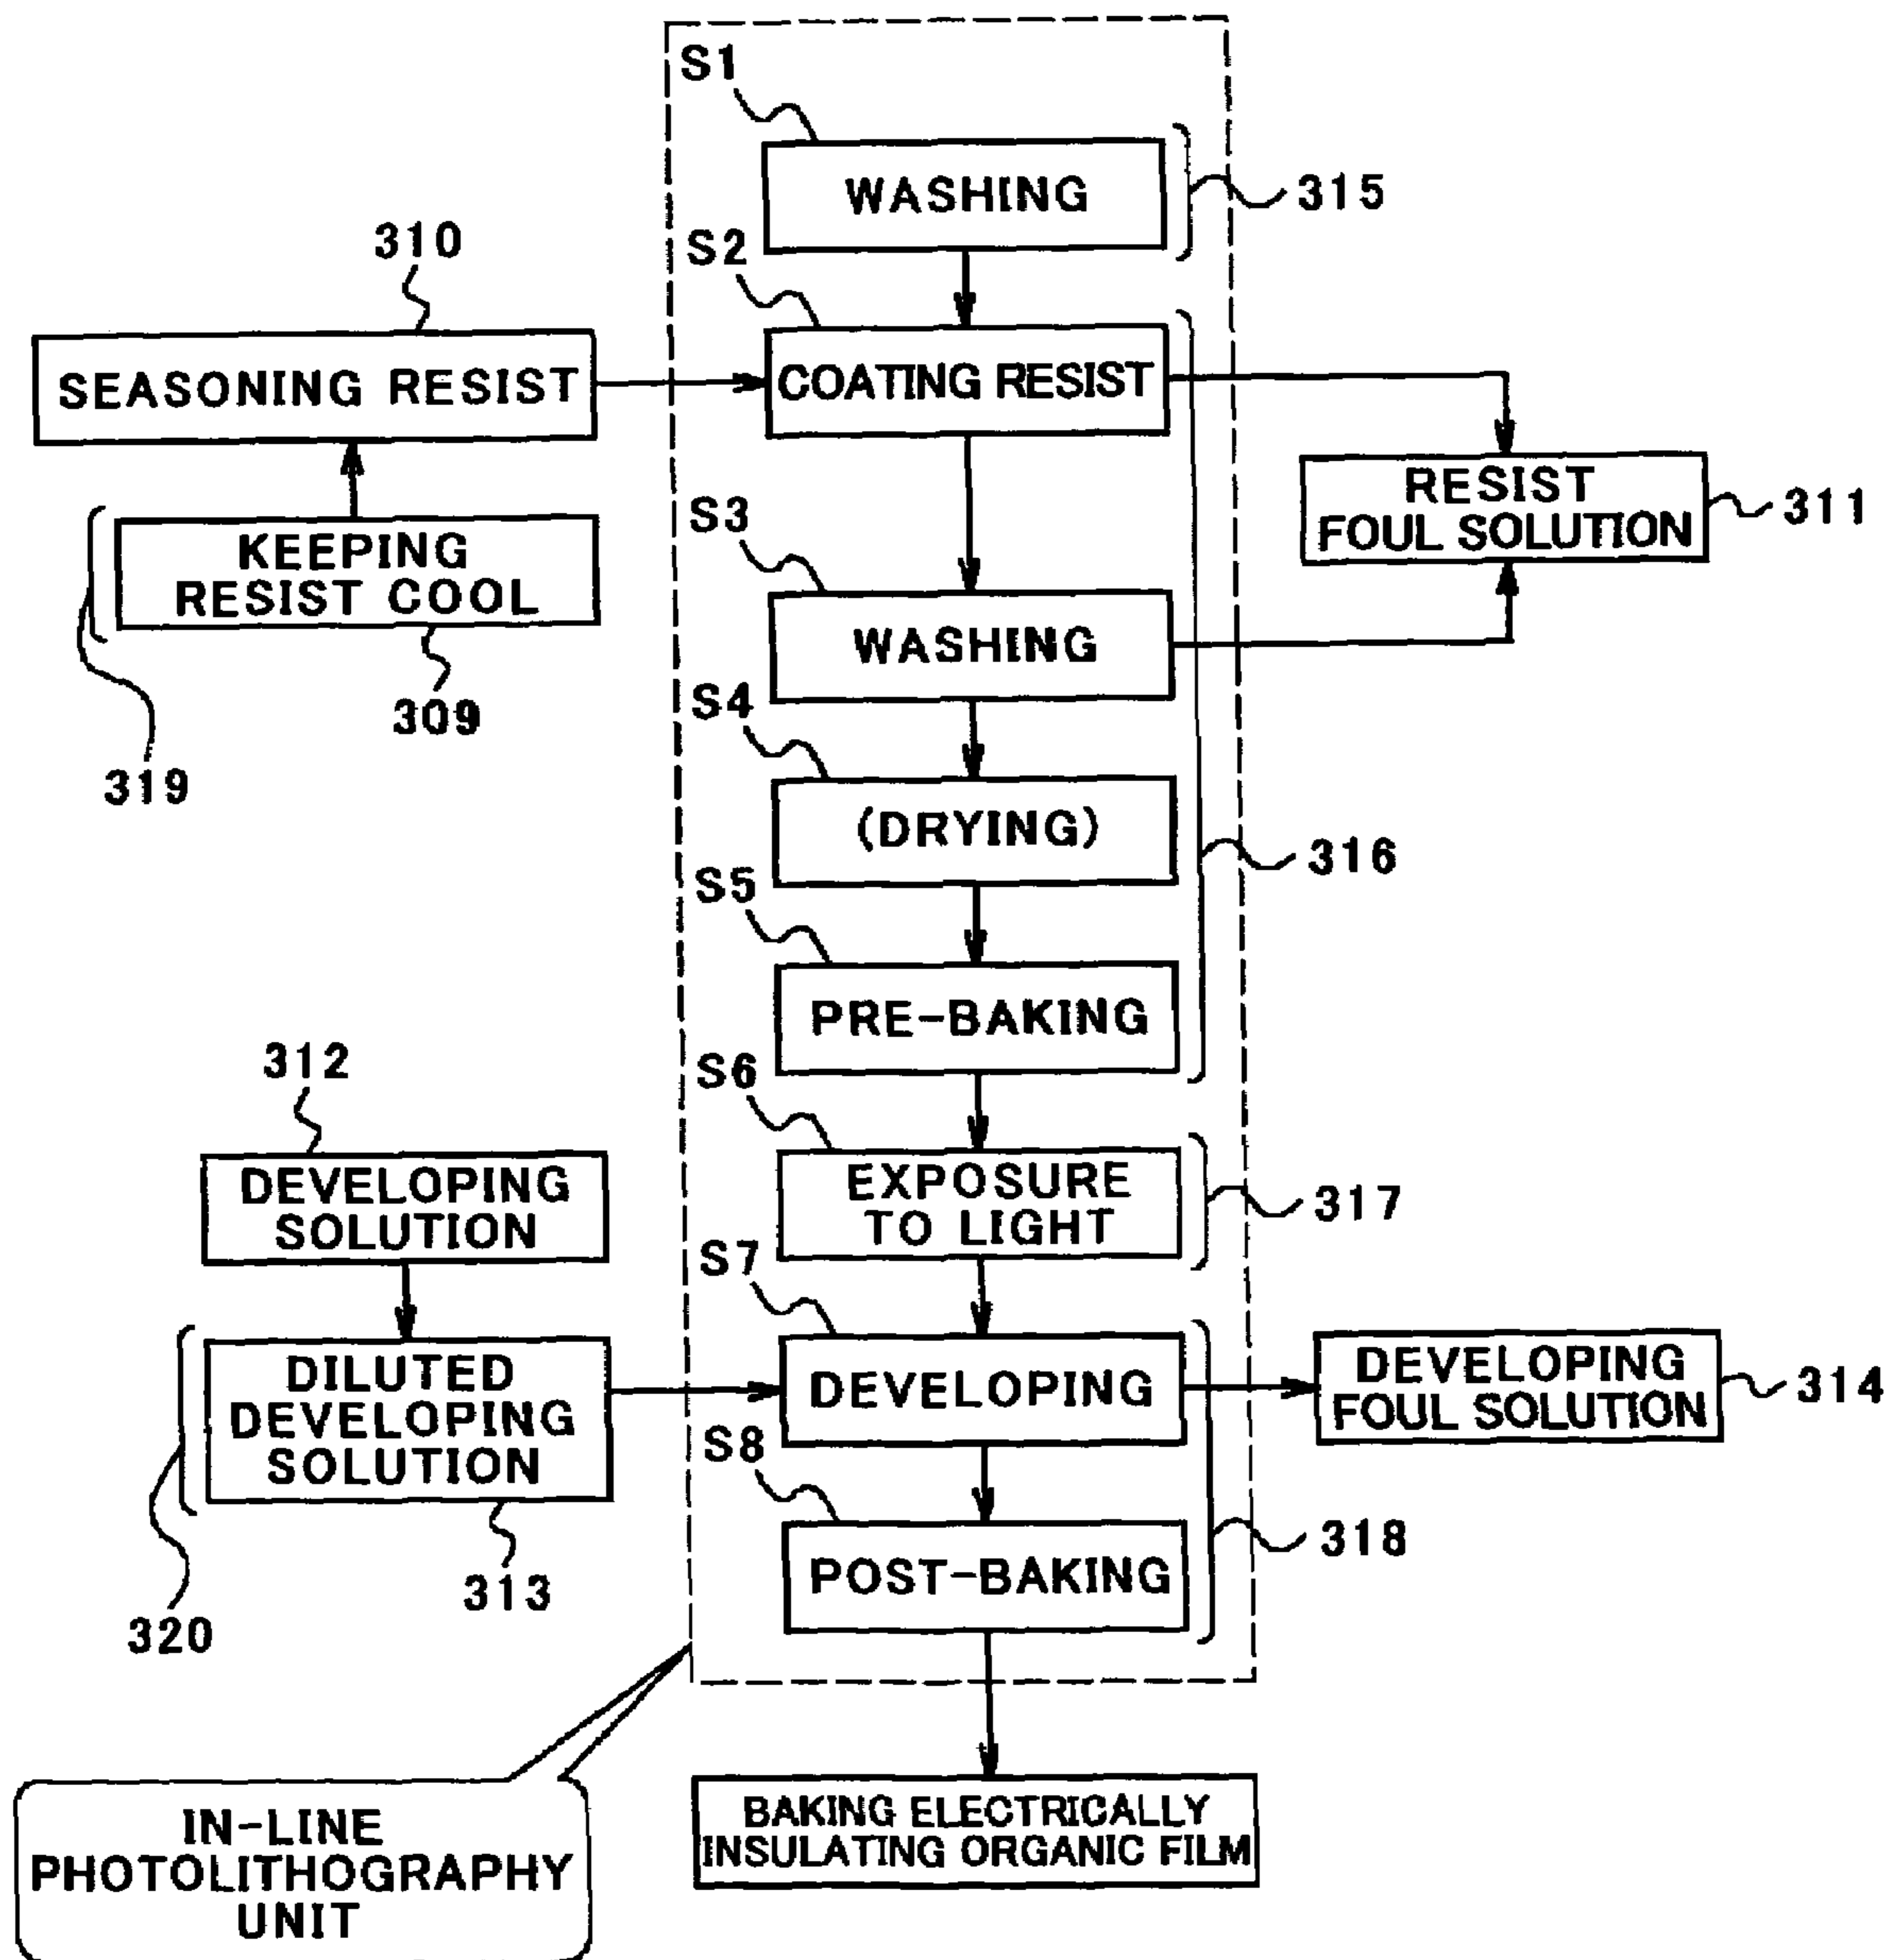 S1
WASHING
315
S2
310
SEASONING RESIST
COATING RESIST
RESIST
FOUL SOLUTION
311
KEEPING
RESIST COOL
309
319
S3
WASHING
S4
(DRYING)
316
S5
PRE-BAKING
S6
EXPOSURE
TO LIGHT
317
312
DEVELOPING
SOLUTION
S7
DILUTED
DEVELOPING
SOLUTION
313
320
DEVELOPING
DEVELOPING
FOUL SOLUTION
314
S8
POST-BAKING
318
IN-LINE
PHOTOLITHOGRAPHY
UNIT
BAKING ELECTRICALLY
INSULATING ORGANIC FILM